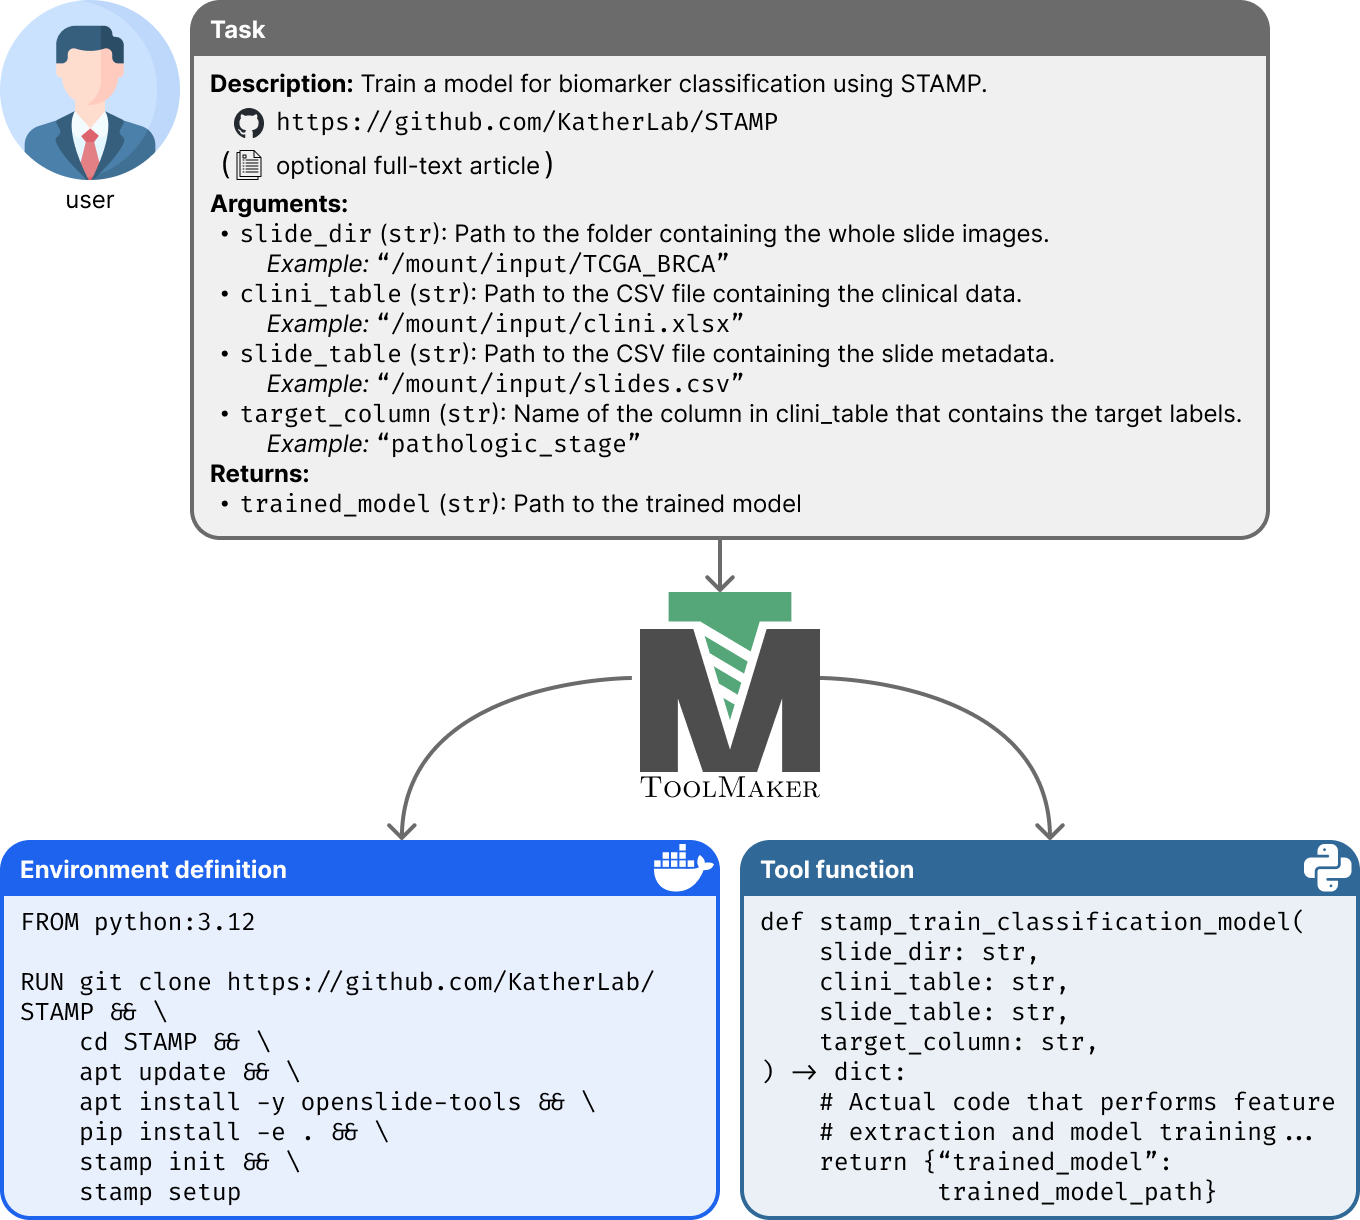 Task
Description: Train a model for biomarker classification using STAMP.
https://github.com/KatherLab/STAMP
(optional full-text article)
user
Arguments:
• slide_dir (str): Path to the folder containing the whole slide images.
Example: “/mount/input/TCGA_BRCA”
• clini_table (str): Path to the CSV file containing the clinical data.
Example: “/mount/input/clini.xlsx”
• slide_table (str): Path to the CSV file containing the slide metadata.
Example: “/mount/input/slides.csv”
• target_column (str): Name of the column in clini_table that contains the target labels.
Example: “pathologic_stage”
Returns:
• trained_model (str): Path to the trained model
TM
TOOLMAKER
Environment definition
FROM python:3.12
RUN git clone https://github.com/KatherLab/
STAMP && \
cd STAMP && \
apt update && \
apt install -y openslide-tools && \
pip install -e . && \
stamp init && \
stamp setup
Tool function
def stamp_train_classification_model(
slide_dir: str,
clini_table: str,
slide_table: str,
target_column: str,
) -> dict:
# Actual code that performs feature
# extraction and model training...
return {“trained_model”:
trained_model_path}